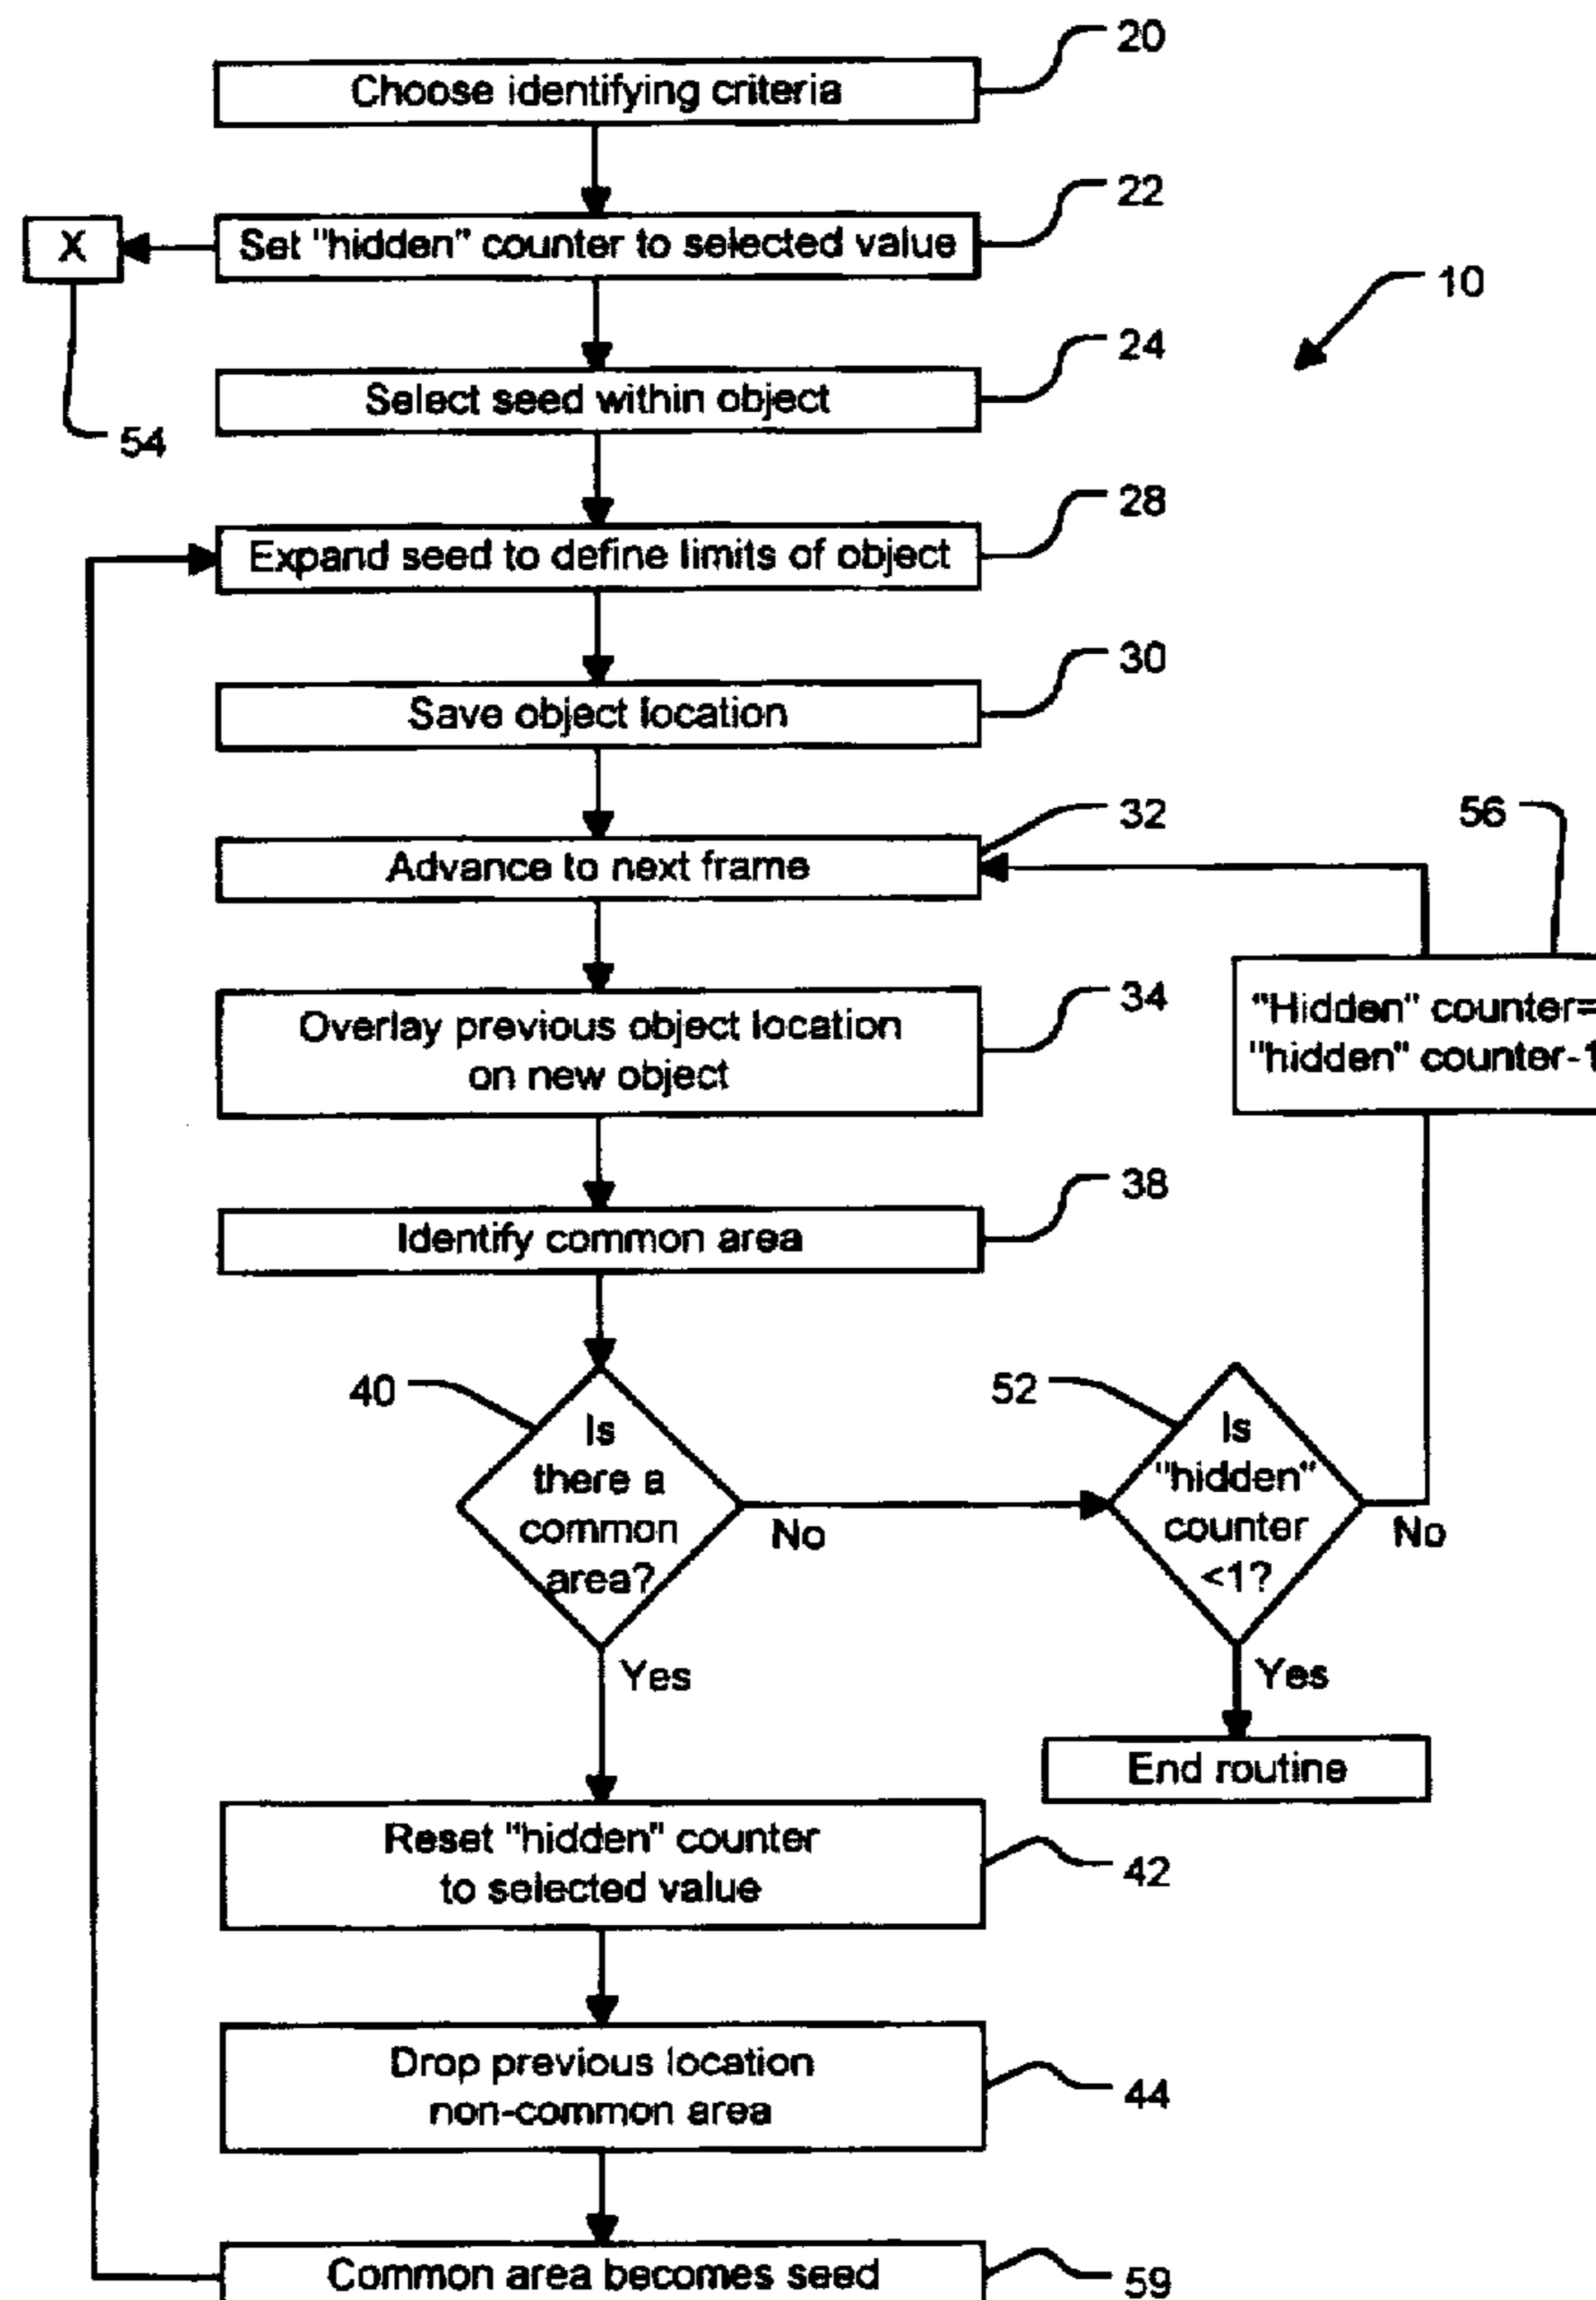 20
Choose identifying criteria
22
X
Set "hidden" counter to selected value
10
24
Select seed within object
54
28
Expand seed to define limits of object
30
Save object location
32
56
Advance to next frame
34
"Hidden" counter=
Overlay previous object location
on new object
"hidden" counter-1
38
Identify common area
40
52
Is
there a
common
area?
No
Is
"hidden"
counter
<1?
No
Yes
Yes
End routine
Reset "hidden" counter
to selected value
42
Drop previous location
non-common area
44
Common area becomes seed
59